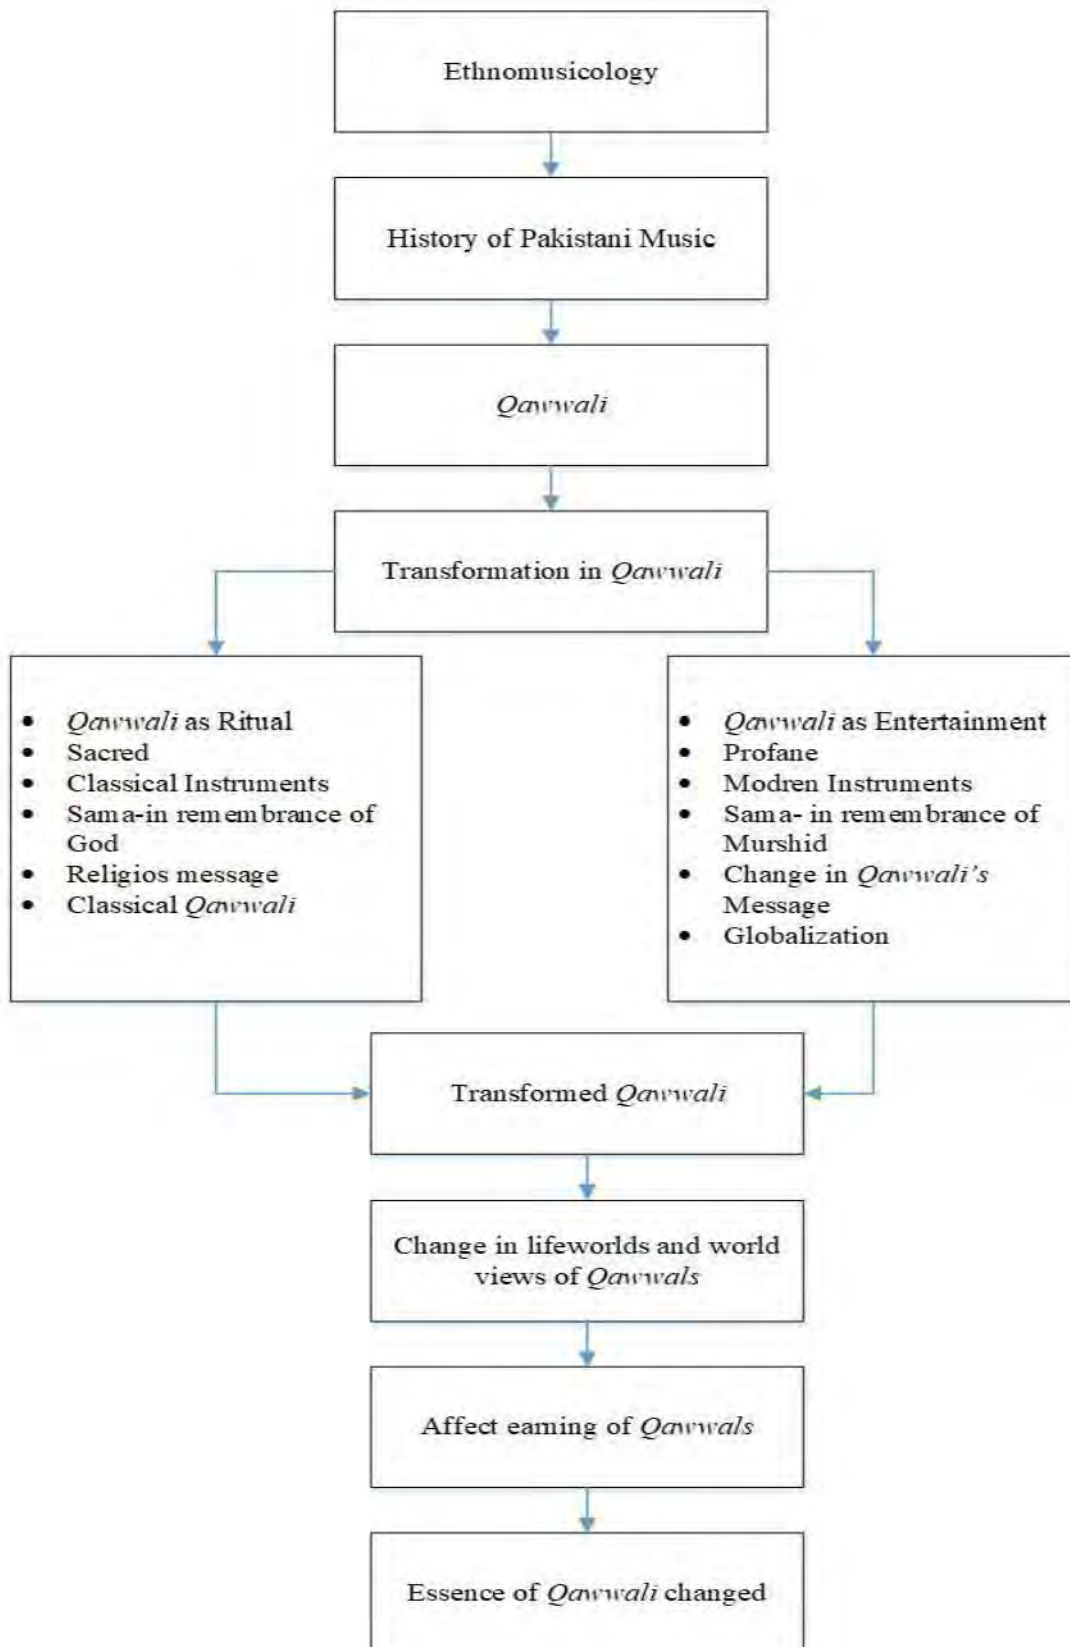 Ethnomusicology
History of Pakistani Music
Qawwali
Transformation in Qawwali
• Qawwali as Ritual
• Sacred
• Classical Instruments
• Sama-in remembrance of
God
• Religios message
• Classical Qawwali
• Qawwali as Entertainment
• Profane
• Modren Instruments
• Sama- in remembrance of
Murshid
• Change in Qawwali's
Message
• Globalization
Transformed Qawwali
Change in lifeworlds and world
views of Qawwals
Affect earning of Qawwals
Essence of Qawwali changed